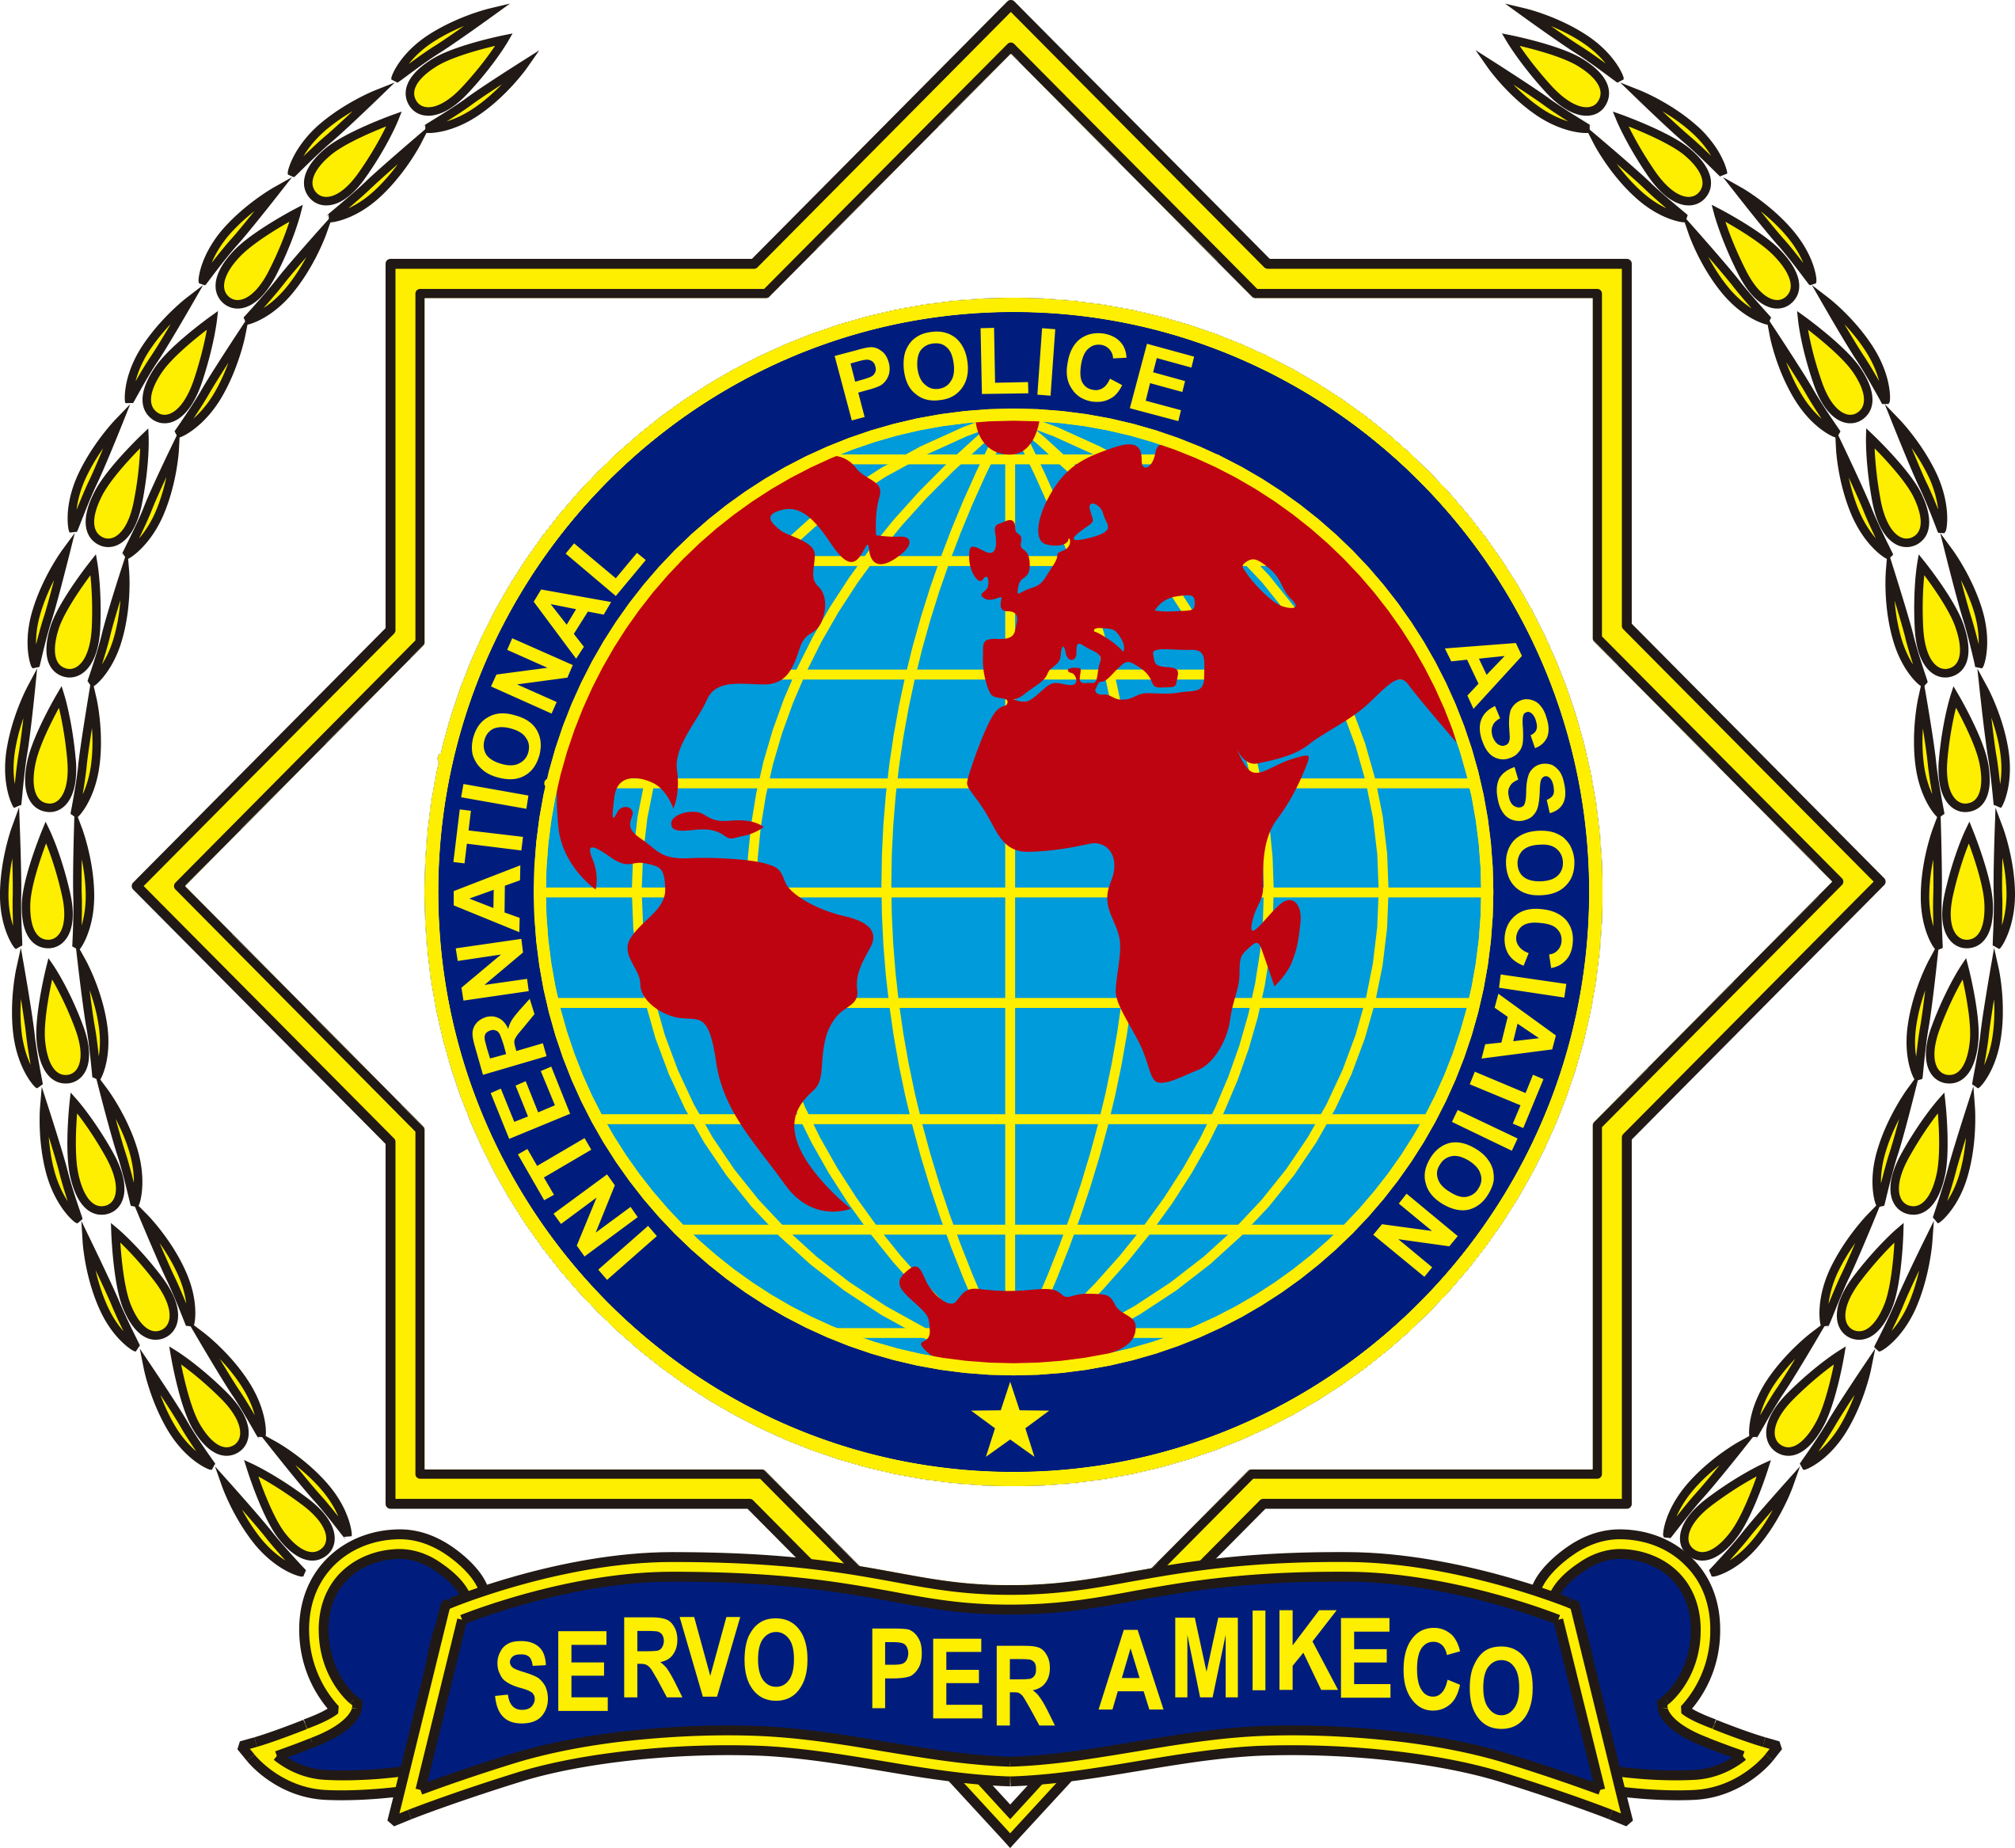 INTERNATIONAL POLICE ASSOCIATION
SERVO PER AMIKECO